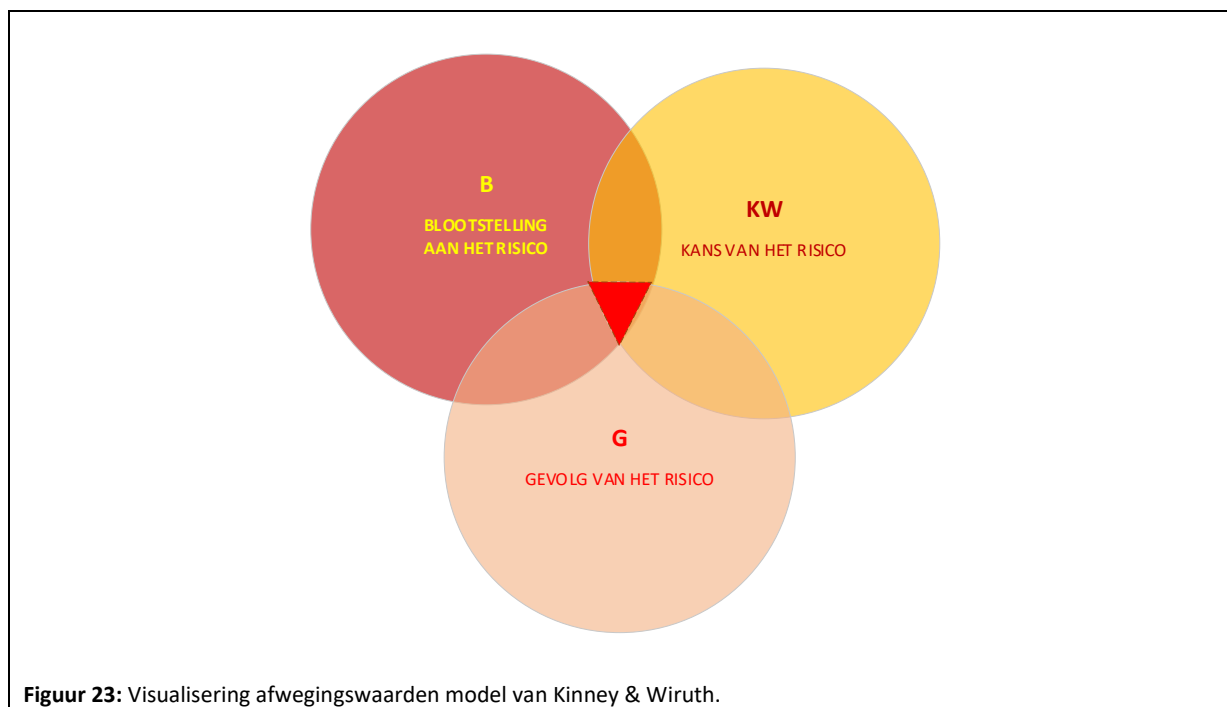 B
BLOOTSTELLING
AAN HET RISICO
KW
KANS VAN HET RISICO
G
GEVOLG VAN HET RISICO
Figuur 23: Visualisering afwegingswaarden model van Kinney & Wiruth.